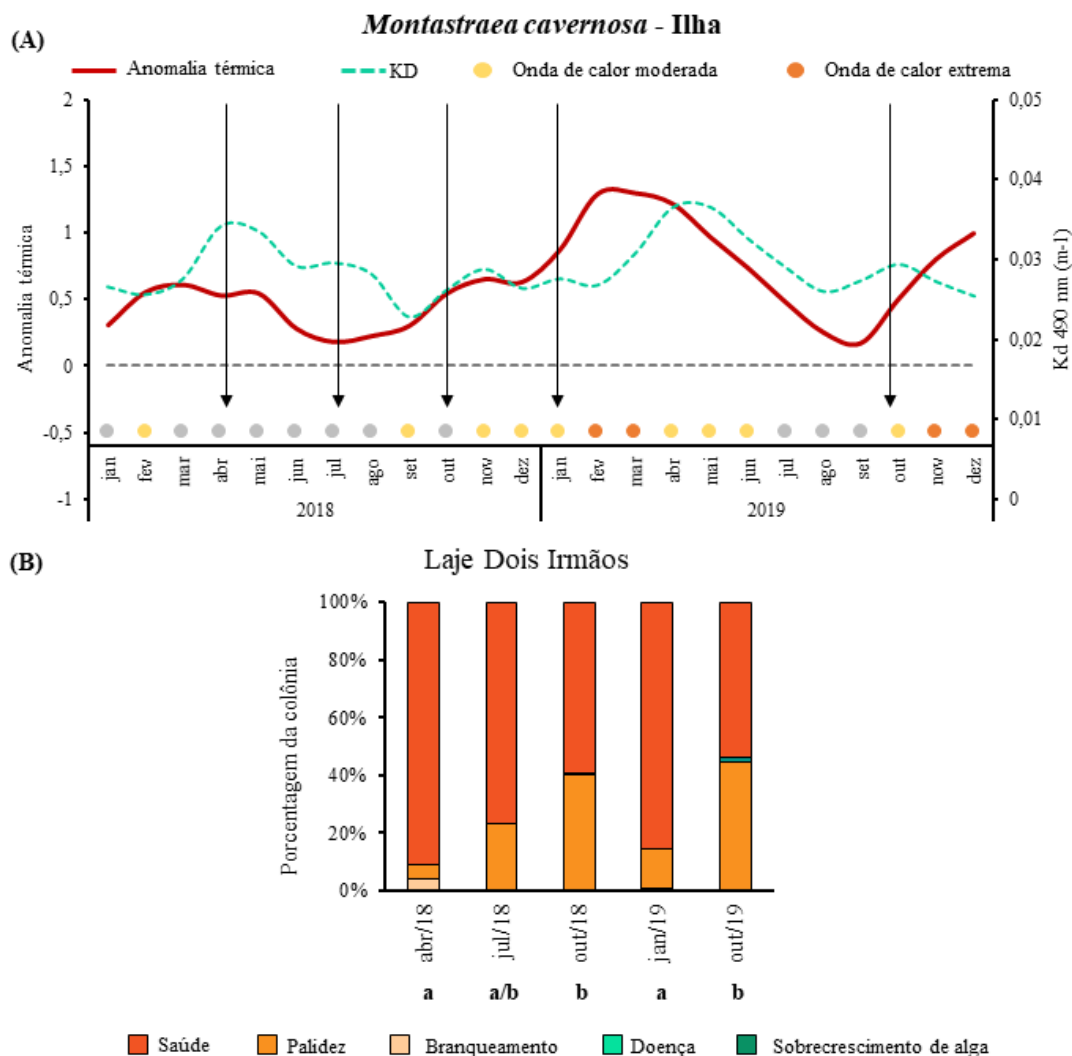 Montastraea cavernosa - Ilha
(A)
Anomalia térmica KD Onda de calor moderada Onda de calor extrema
2 0,05
1,5 0,04
1 0,03
0,5 0,02
0 0,01
-0,5 0
-1
Anomalia térmica
Kd 490 nm (m-1)
jan fev mar abr mai jun jul ago set out nov dez jan fev mar abr mai jun jul ago set out nov dez
2018 2019
(B)
Laje Dois Irmãos
Porcentagem da colônia
100%
80%
60%
40%
20%
0%
abr/18 jul/18 out/18 jan/19 out/19
a a/b b a b
Saúde Palidez Branqueamento Doença Sobrecrescimento de alga